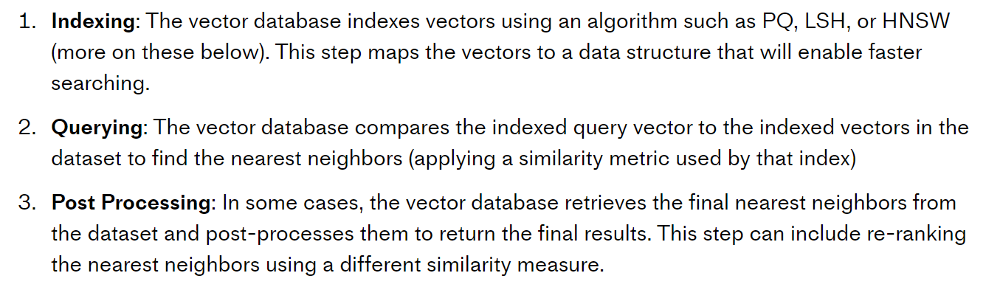 1. Indexing: The vector database indexes vectors using an algorithm such as PQ, LSH, or HNSW
(more on these below). This step maps the vectors to a data structure that will enable faster
searching.
2. Querying: The vector database compares the indexed query vector to the indexed vectors in the
dataset to find the nearest neighbors (applying a similarity metric used by that index)
3. Post Processing: In some cases, the vector database retrieves the final nearest neighbors from
the dataset and post-processes them to return the final results. This step can include re-ranking
the nearest neighbors using a different similarity measure.